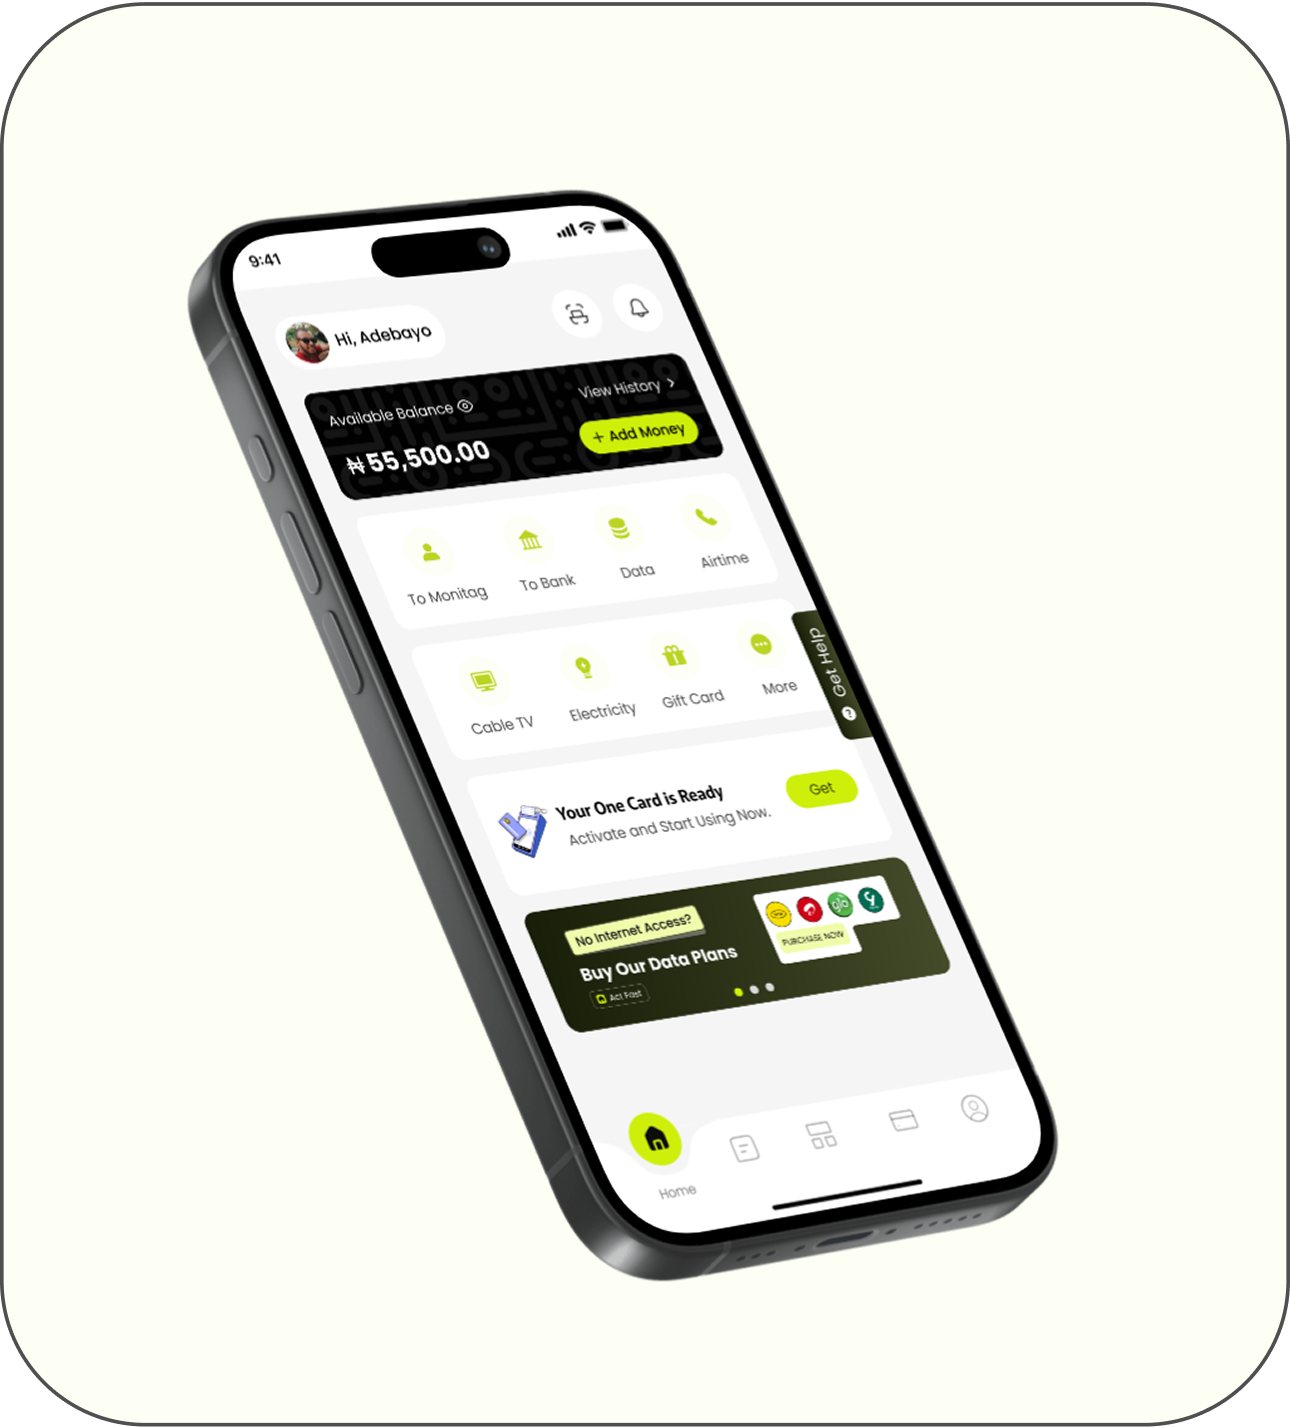 9:41
Hi, Adebayo
Available Balance
View History
₦55,500.00
+ Add Money
To Monitag
To Bank
Data
Airtime
Cable TV
Electricity
Gift Card
More
Get Help
Your One Card is Ready
Activate and Start Using Now.
Get
No Internet Access?
Buy Our Data Plans
Act Fast
glo
PURCHASE NOW
Home